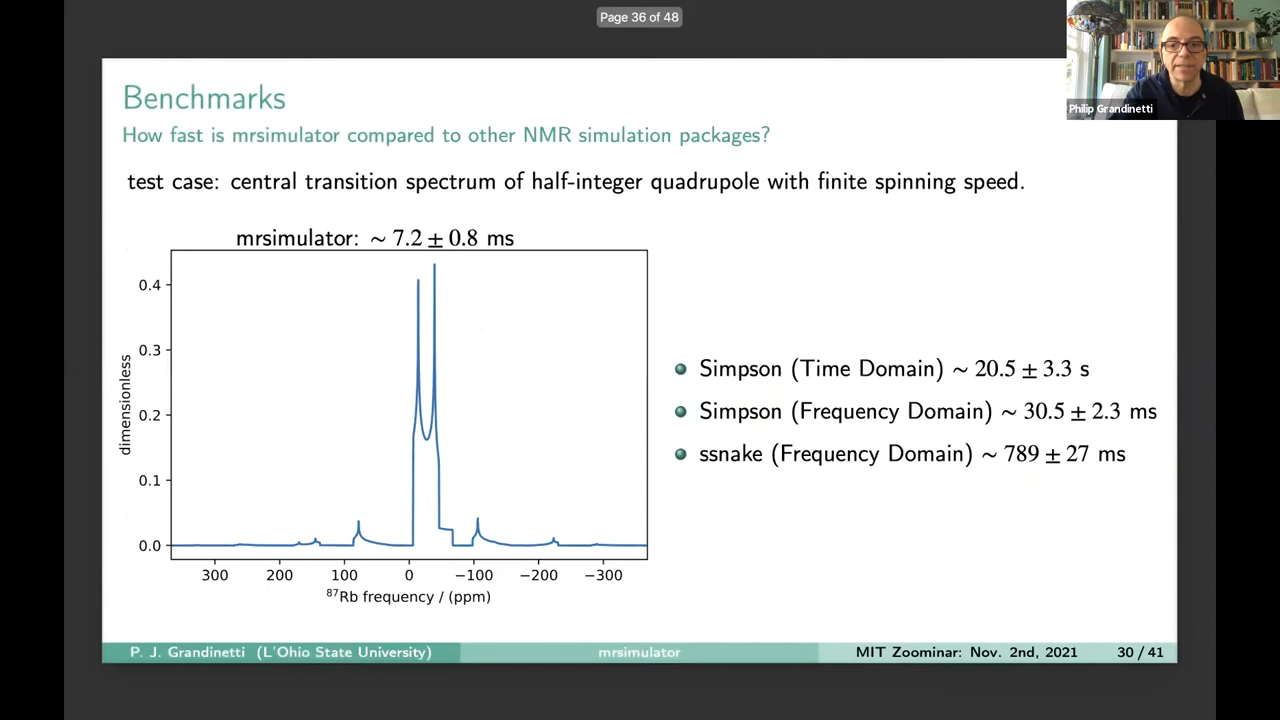 Page 36 of 48
Philip Grandinetti
Benchmarks
How fast is mrsimulator compared to other NMR simulation packages?
test case: central transition spectrum of half-integer quadrupole with finite spinning speed.
mrsimulator: ∼ 7.2 ± 0.8 ms
0.4
0.3
0.2
0.1
0.0
dimensionless
300 200 100 0 −100 −200 −300
⁸⁷Rb frequency / (ppm)
Simpson (Time Domain) ∼ 20.5 ± 3.3 s
Simpson (Frequency Domain) ∼ 30.5 ± 2.3 ms
ssnake (Frequency Domain) ∼ 789 ± 27 ms
P. J. Grandinetti (L'Ohio State University) mrsimulator MIT Zoominar: Nov. 2nd, 2021 30 / 41